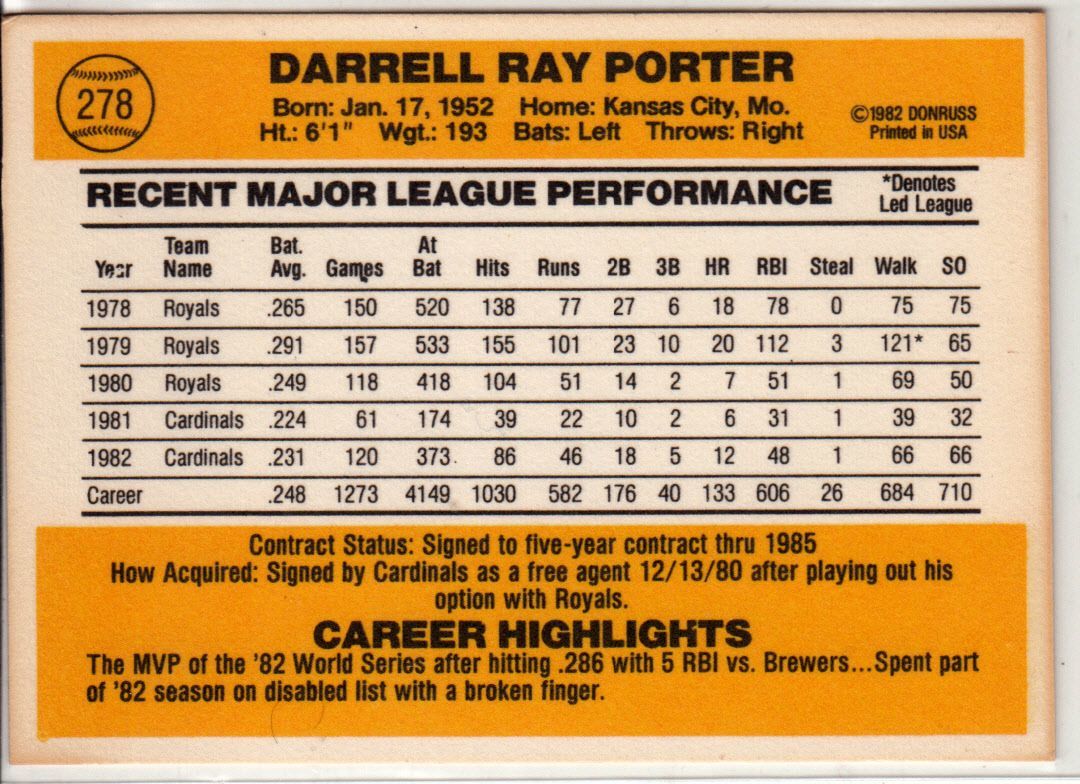 278
DARRELL RAY PORTER
Born: Jan. 17, 1952 Home: Kansas City, Mo.
Ht.: 6'1" Wgt.: 193 Bats: Left Throws: Right
©1982 DONRUSS
Printed in USA
RECENT MAJOR LEAGUE PERFORMANCE
*Denotes
Led League
Year Team Name Bat. Avg. Games At Bat Hits Runs 2B 3B HR RBI Steal Walk SO
1978 Royals .265 150 520 138 77 27 6 18 78 0 75 75
1979 Royals .291 157 533 155 101 23 10 20 112 3 121* 65
1980 Royals .249 118 418 104 51 14 2 7 51 1 69 50
1981 Cardinals .224 61 174 39 22 10 2 6 31 1 39 32
1982 Cardinals .231 120 373 86 46 18 5 12 48 1 66 66
Career .248 1273 4149 1030 582 176 40 133 606 26 684 710
Contract Status: Signed to five-year contract thru 1985
How Acquired: Signed by Cardinals as a free agent 12/13/80 after playing out his
option with Royals.
CAREER HIGHLIGHTS
The MVP of the '82 World Series after hitting .286 with 5 RBI vs. Brewers...Spent part
of '82 season on disabled list with a broken finger.